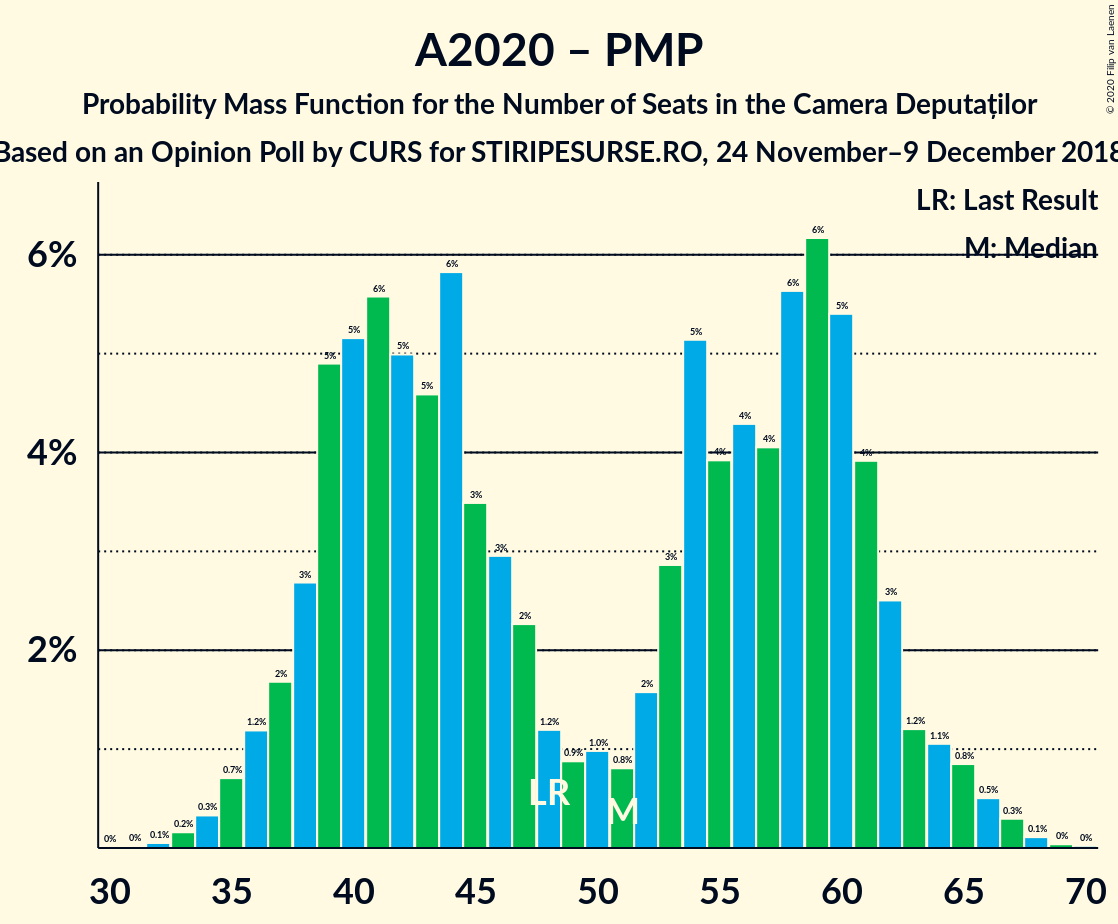 A2020 – PMP
Probability Mass Function for the Number of Seats in the Camera Deputaților
Based on an Opinion Poll by CURS for STIRIPESURSE.RO, 24 November–9 December 2018
© 2020 Filip van Laenen
LR: Last Result
M: Median
6%
4%
2%
0% 0% 0.1% 0.2% 0.3% 0.7% 1.2% 2% 3% 5% 5% 6% 5% 5% 6% 3% 3% 2% 1.2% 0.9% 1.0% 0.8% 2% 3% 5% 4% 4% 4% 6% 6% 5% 4% 3% 1.2% 1.1% 0.8% 0.5% 0.3% 0.1% 0% 0%
LR M
30 35 40 45 50 55 60 65 70